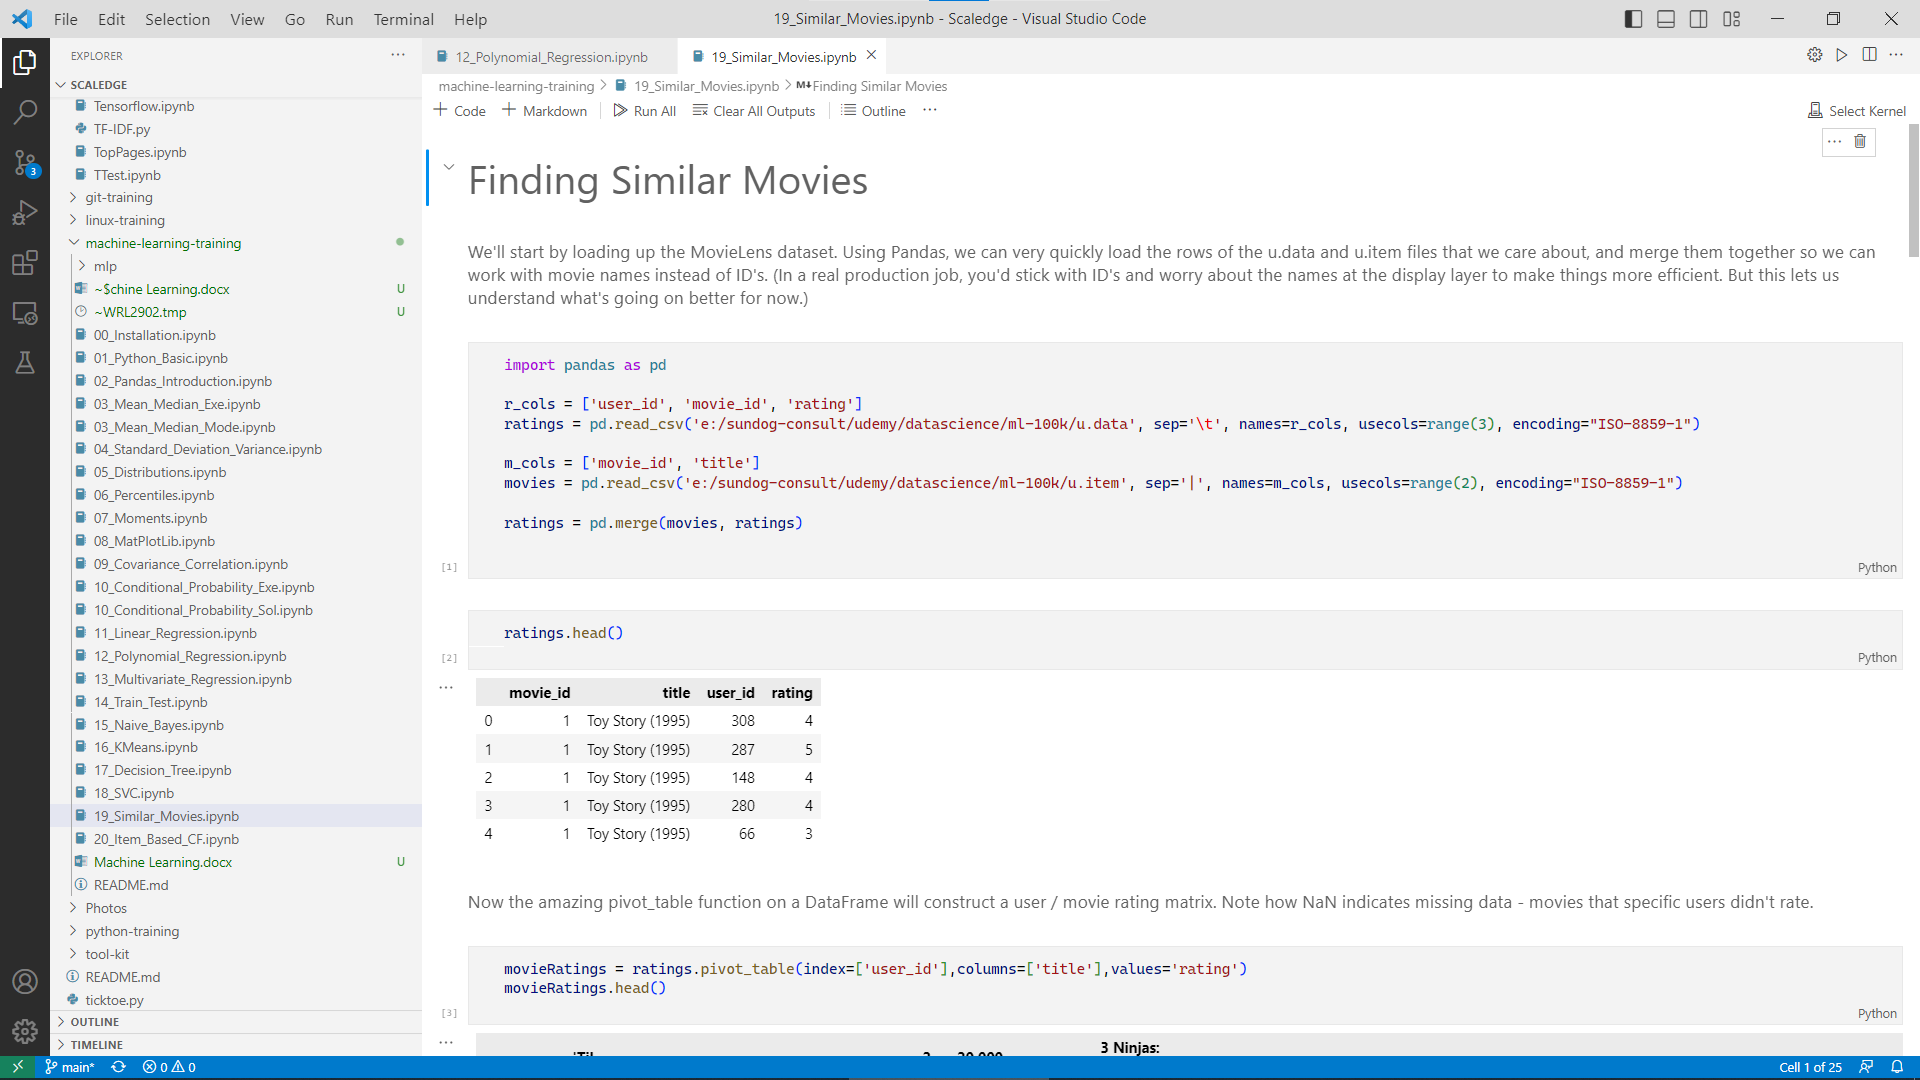 File Edit Selection View Go Run Terminal Help
19_Similar_Movies.ipynb - Scaledge - Visual Studio Code
EXPLORER
SCALEDGE
Tensorflow.ipynb
TF-IDF.py
TopPages.ipynb
TTest.ipynb
git-training
linux-training
machine-learning-training
mlp
~$chine Learning.docx U
~WRL2902.tmp U
00_Installation.ipynb
01_Python_Basic.ipynb
02_Pandas_Introduction.ipynb
03_Mean_Median_Exe.ipynb
03_Mean_Median_Mode.ipynb
04_Standard_Deviation_Variance.ipynb
05_Distributions.ipynb
06_Percentiles.ipynb
07_Moments.ipynb
08_MatPlotLib.ipynb
09_Covariance_Correlation.ipynb
10_Conditional_Probability_Exe.ipynb
10_Conditional_Probability_Sol.ipynb
11_Linear_Regression.ipynb
12_Polynomial_Regression.ipynb
13_Multivariate_Regression.ipynb
14_Train_Test.ipynb
15_Naive_Bayes.ipynb
16_KMeans.ipynb
17_Decision_Tree.ipynb
18_SVC.ipynb
19_Similar_Movies.ipynb
20_Item_Based_CF.ipynb
Machine Learning.docx U
README.md
Photos
python-training
tool-kit
README.md
ticktoe.py
OUTLINE
TIMELINE
3
12_Polynomial_Regression.ipynb
19_Similar_Movies.ipynb
machine-learning-training > 19_Similar_Movies.ipynb > M↓Finding Similar Movies
+ Code + Markdown Run All Clear All Outputs Outline ... Select Kernel
Finding Similar Movies
We'll start by loading up the MovieLens dataset. Using Pandas, we can very quickly load the rows of the u.data and u.item files that we care about, and merge them together so we can
work with movie names instead of ID's. (In a real production job, you'd stick with ID's and worry about the names at the display layer to make things more efficient. But this lets us
understand what's going on better for now.)
import pandas as pd
r_cols = ['user_id', 'movie_id', 'rating']
ratings = pd.read_csv('e:/sundog-consult/udemy/datascience/ml-100k/u.data', sep='\t', names=r_cols, usecols=range(3), encoding="ISO-8859-1")
m_cols = ['movie_id', 'title']
movies = pd.read_csv('e:/sundog-consult/udemy/datascience/ml-100k/u.item', sep='|', names=m_cols, usecols=range(2), encoding="ISO-8859-1")
ratings = pd.merge(movies, ratings)
[1] Python
ratings.head()
[2] Python
movie_id title user_id rating
0 1 Toy Story (1995) 308 4
1 1 Toy Story (1995) 287 5
2 1 Toy Story (1995) 148 4
3 1 Toy Story (1995) 280 4
4 1 Toy Story (1995) 66 3
Now the amazing pivot_table function on a DataFrame will construct a user / movie rating matrix. Note how NaN indicates missing data - movies that specific users didn't rate.
movieRatings = ratings.pivot_table(index=['user_id'],columns=['title'],values='rating')
movieRatings.head()
[3] Python
3 Ninjas:
main* 0 0 Cell 1 of 25